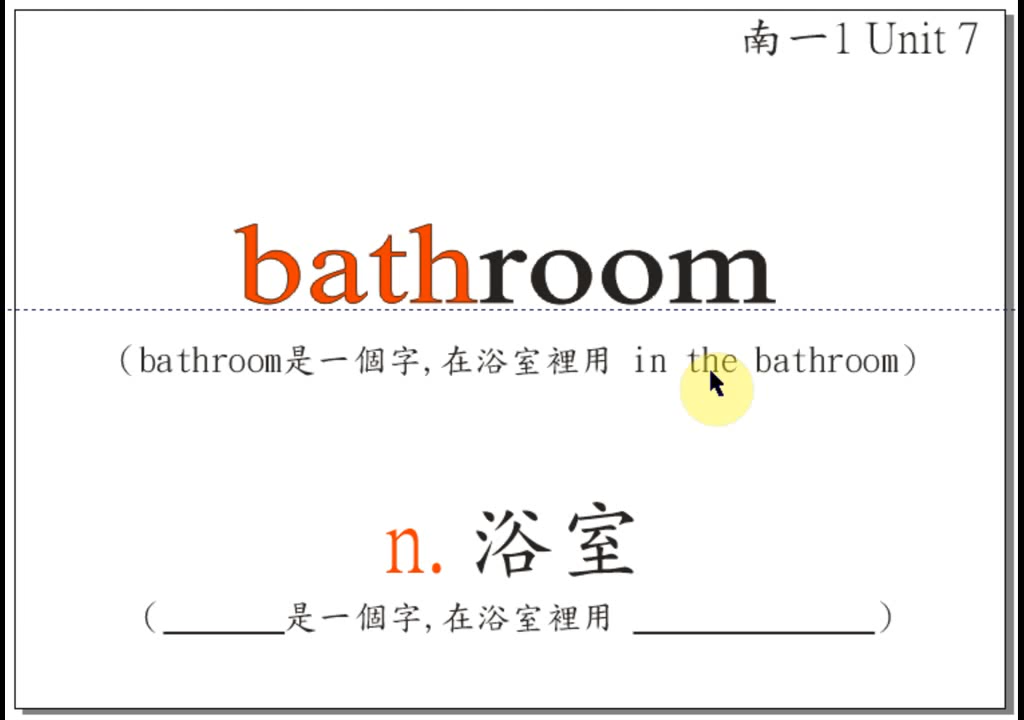 南一1 Unit 7
bathroom
(bathroom是一個字,在浴室裡用 in the bathroom)
n. 浴室
(______是一個字,在浴室裡用 ____________)